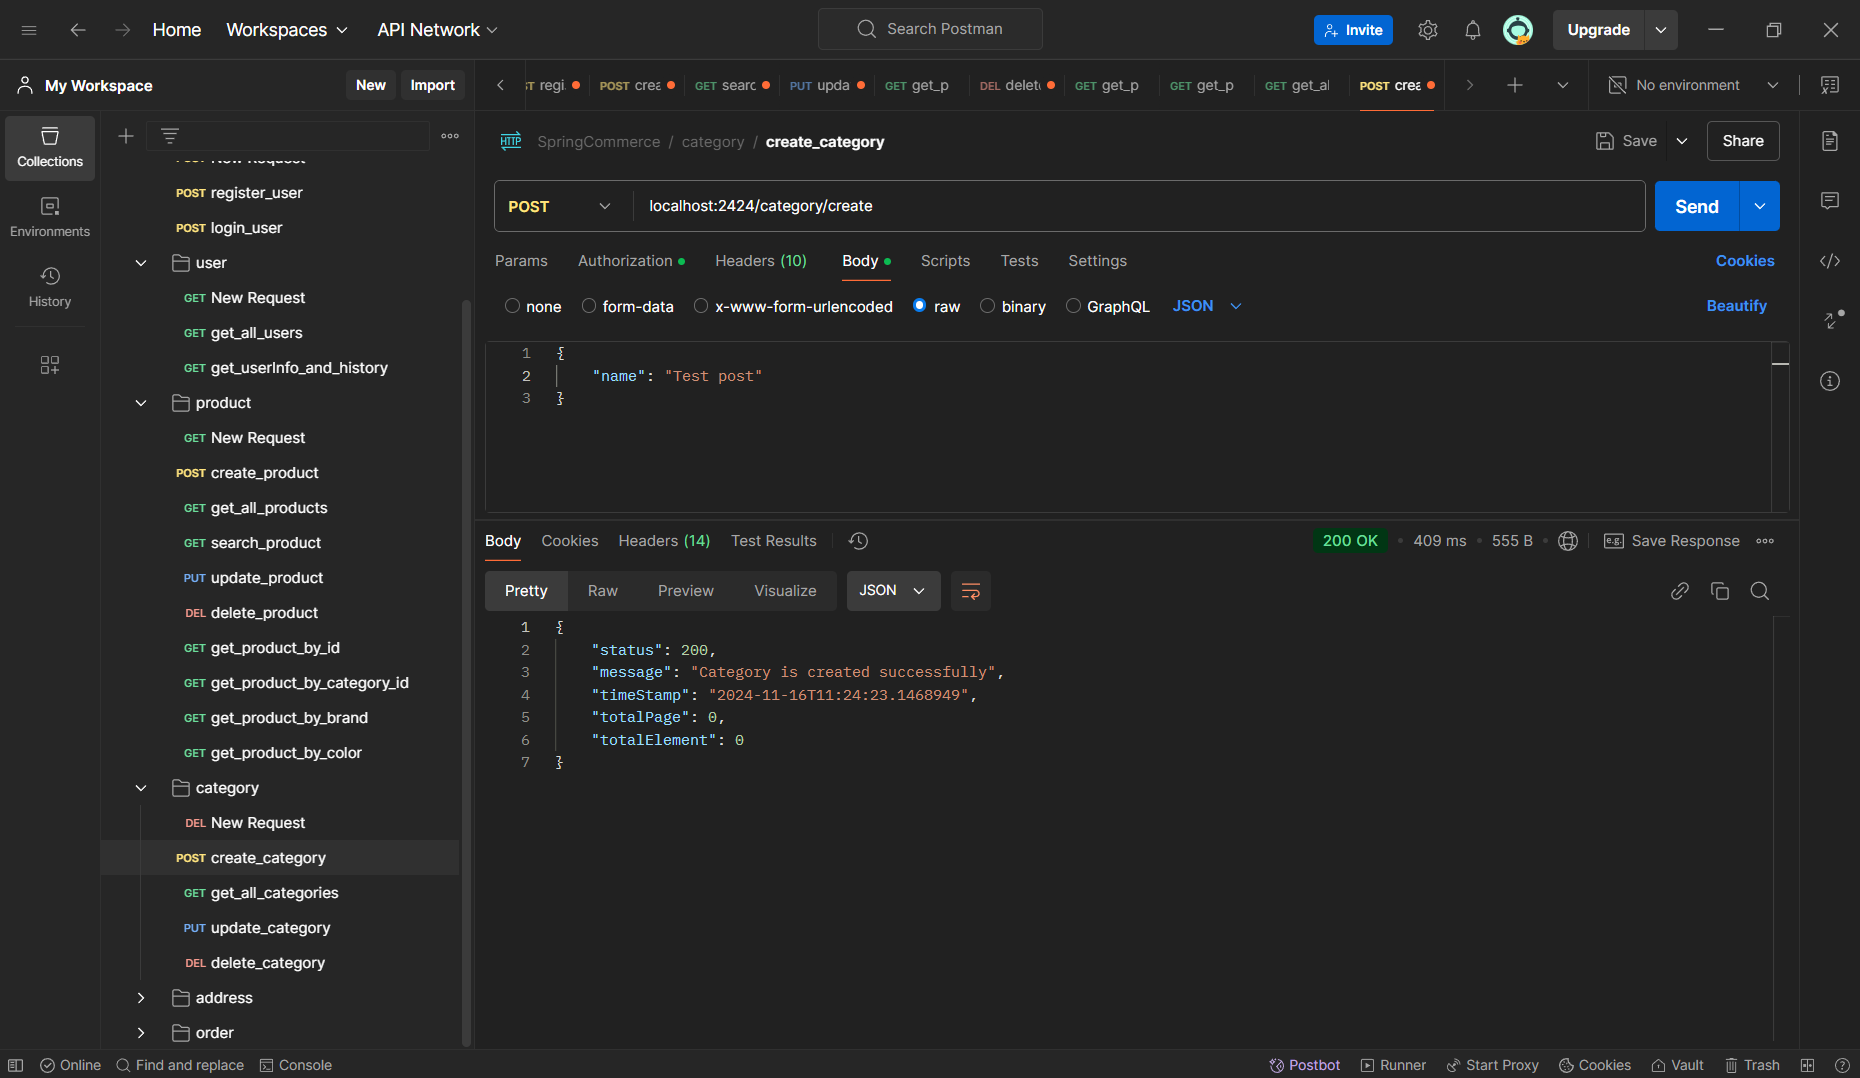 Home Workspaces API Network Search Postman Invite Upgrade
My Workspace New Import
POST crea GET searc PUT upda GET get_p DEL delet GET get_p GET get_p GET get_al POST crea No environment
Collections
Environments
History
POST register_user
POST login_user
user
GET New Request
GET get_all_users
GET get_userInfo_and_history
product
GET New Request
POST create_product
GET get_all_products
GET search_product
PUT update_product
DEL delete_product
GET get_product_by_id
GET get_product_by_category_id
GET get_product_by_brand
GET get_product_by_color
category
DEL New Request
POST create_category
GET get_all_categories
PUT update_category
DEL delete_category
address
order
HTTP SpringCommerce / category / create_category Save Share
POST localhost:2424/category/create Send
Params Authorization Headers (10) Body Scripts Tests Settings Cookies
none form-data x-www-form-urlencoded raw binary GraphQL JSON Beautify
1 {
2 "name": "Test post"
3 }
Body Cookies Headers (14) Test Results 200 OK 409 ms 555 B e.g. Save Response
Pretty Raw Preview Visualize JSON
1 {
2 "status": 200,
3 "message": "Category is created successfully",
4 "timeStamp": "2024-11-16T11:24:23.1468949",
5 "totalPage": 0,
6 "totalElement": 0
7 }
Online Find and replace Console Postbot Runner Start Proxy Cookies Vault Trash